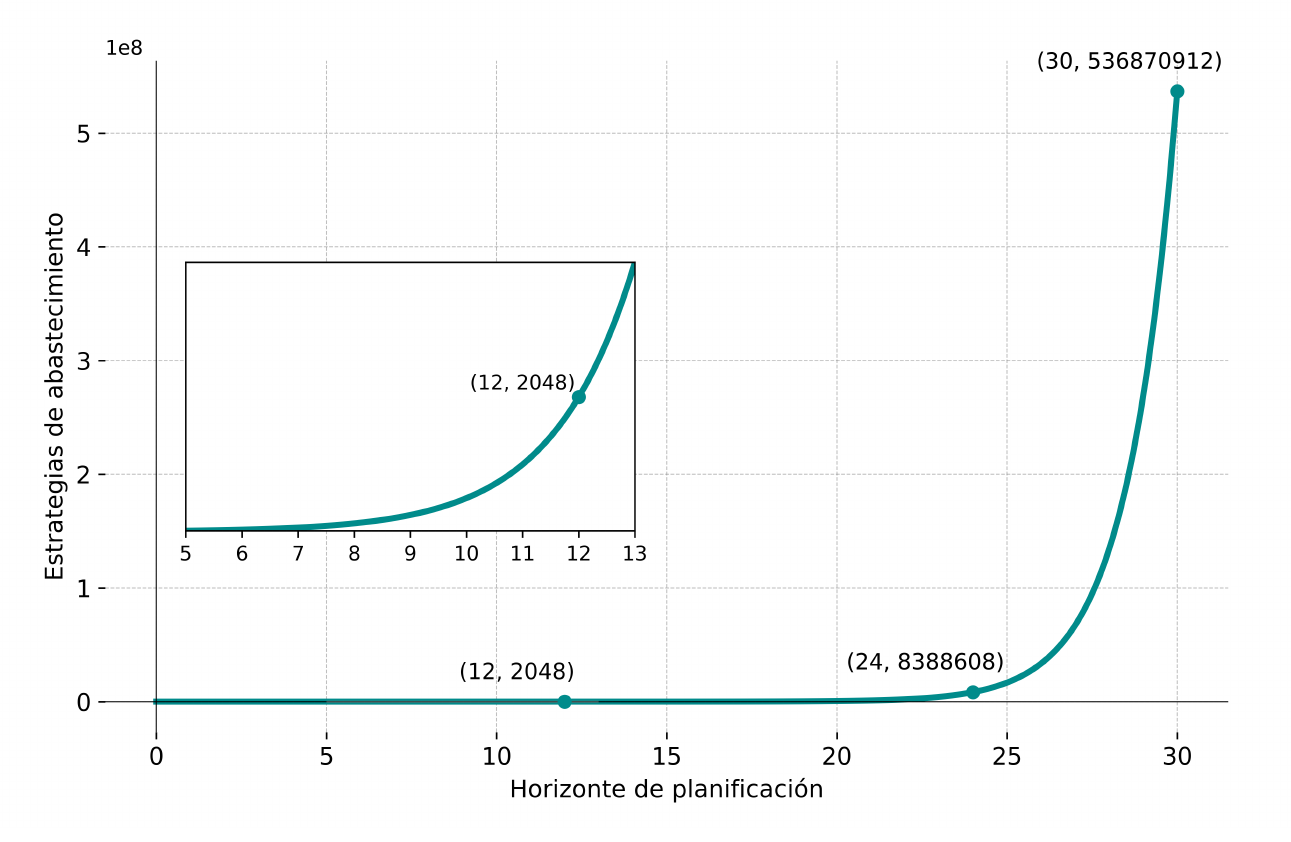 1e8
(30, 536870912)
5
4
3
2
1
0
Estrategias de abastecimiento
(12, 2048)
5 6 7 8 9 10 11 12 13
(12, 2048)
(24, 8388608)
0 5 10 15 20 25 30
Horizonte de planificación